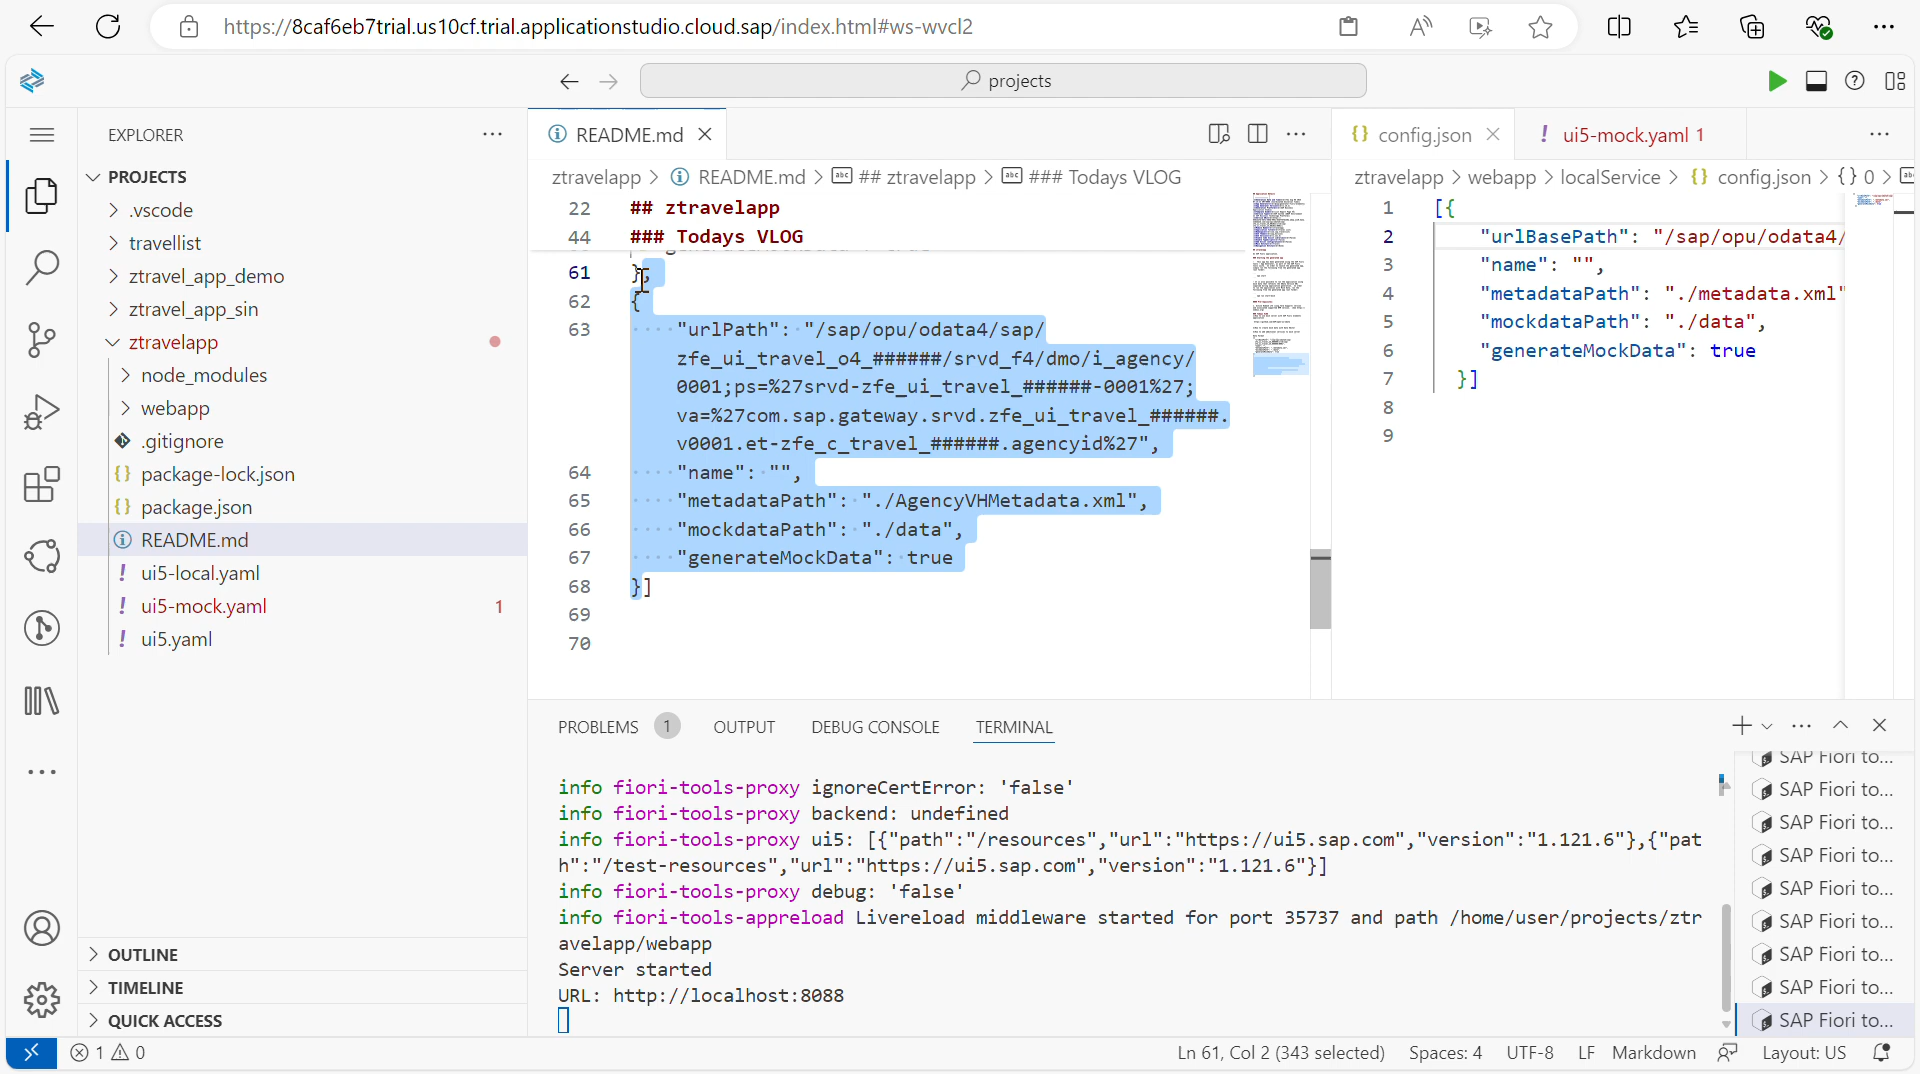 https://8caf6eb7trial.us10cf.trial.applicationstudio.cloud.sap/index.html#ws-wvcl2
projects
EXPLORER
PROJECTS
.vscode
travellist
ztravel_app_demo
ztravel_app_sin
ztravelapp
node_modules
webapp
.gitignore
package-lock.json
package.json
README.md
ui5-local.yaml
ui5-mock.yaml 1
ui5.yaml
OUTLINE
TIMELINE
QUICK ACCESS
README.md
ztravelapp > README.md > ## ztravelapp > ### Todays VLOG
22 ## ztravelapp
44 ### Todays VLOG
61 },
62 {
63 "urlPath": "/sap/opu/odata4/sap/
zfe_ui_travel_o4_######/srvd_f4/dmo/i_agency/
0001;ps=%27srvd-zfe_ui_travel_######-0001%27;
va=%27com.sap.gateway.srvd.zfe_ui_travel_######.
v0001.et-zfe_c_travel_######.agencyid%27",
64 "name": "",
65 "metadataPath": "./AgencyVHMetadata.xml",
66 "mockdataPath": "./data",
67 "generateMockData": true
68 }]
69
70
config.json
ui5-mock.yaml 1
ztravelapp > webapp > localService > {} config.json > {} 0 >
1 [{
2 "urlBasePath": "/sap/opu/odata4/
3 "name": "",
4 "metadataPath": "./metadata.xml"
5 "mockdataPath": "./data",
6 "generateMockData": true
7 }]
8
9
PROBLEMS 1 OUTPUT DEBUG CONSOLE TERMINAL
info fiori-tools-proxy ignoreCertError: 'false'
info fiori-tools-proxy backend: undefined
info fiori-tools-proxy ui5: [{"path":"/resources","url":"https://ui5.sap.com","version":"1.121.6"},{"pat
h":"/test-resources","url":"https://ui5.sap.com","version":"1.121.6"}]
info fiori-tools-proxy debug: 'false'
info fiori-tools-appreload Livereload middleware started for port 35737 and path /home/user/projects/ztr
avelapp/webapp
Server started
URL: http://localhost:8088
SAP Fiori to...
SAP Fiori to...
SAP Fiori to...
SAP Fiori to...
SAP Fiori to...
SAP Fiori to...
SAP Fiori to...
SAP Fiori to...
SAP Fiori to...
1 0
Ln 61, Col 2 (343 selected) Spaces: 4 UTF-8 LF Markdown Layout: US